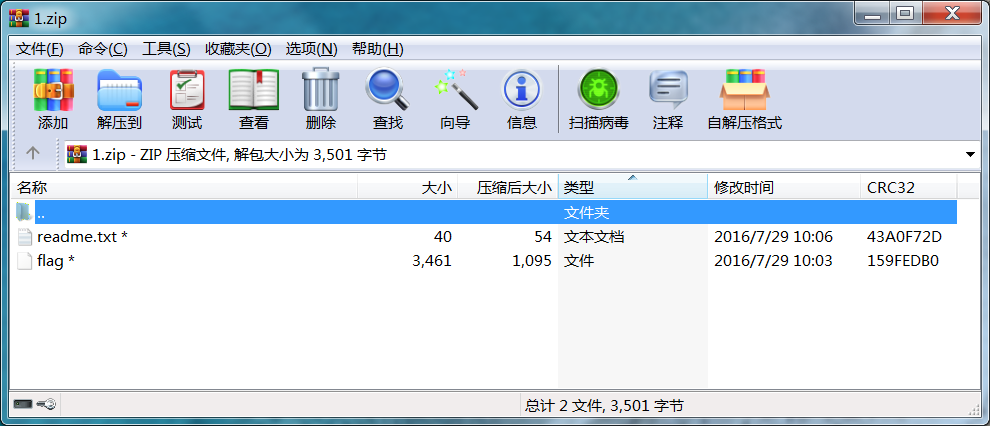 1.zip
文件(F) 命令(C) 工具(S) 收藏夹(O) 选项(N) 帮助(H)
添加 解压到 测试 查看 删除 查找 向导 信息 扫描病毒 注释 自解压格式
1.zip - ZIP 压缩文件, 解包大小为 3,501 字节
名称 大小 压缩后大小 类型 修改时间 CRC32
.. 文件夹
readme.txt * 40 54 文本文档 2016/7/29 10:06 43A0F72D
flag * 3,461 1,095 文件 2016/7/29 10:03 159FEDB0
总计 2 文件, 3,501 字节